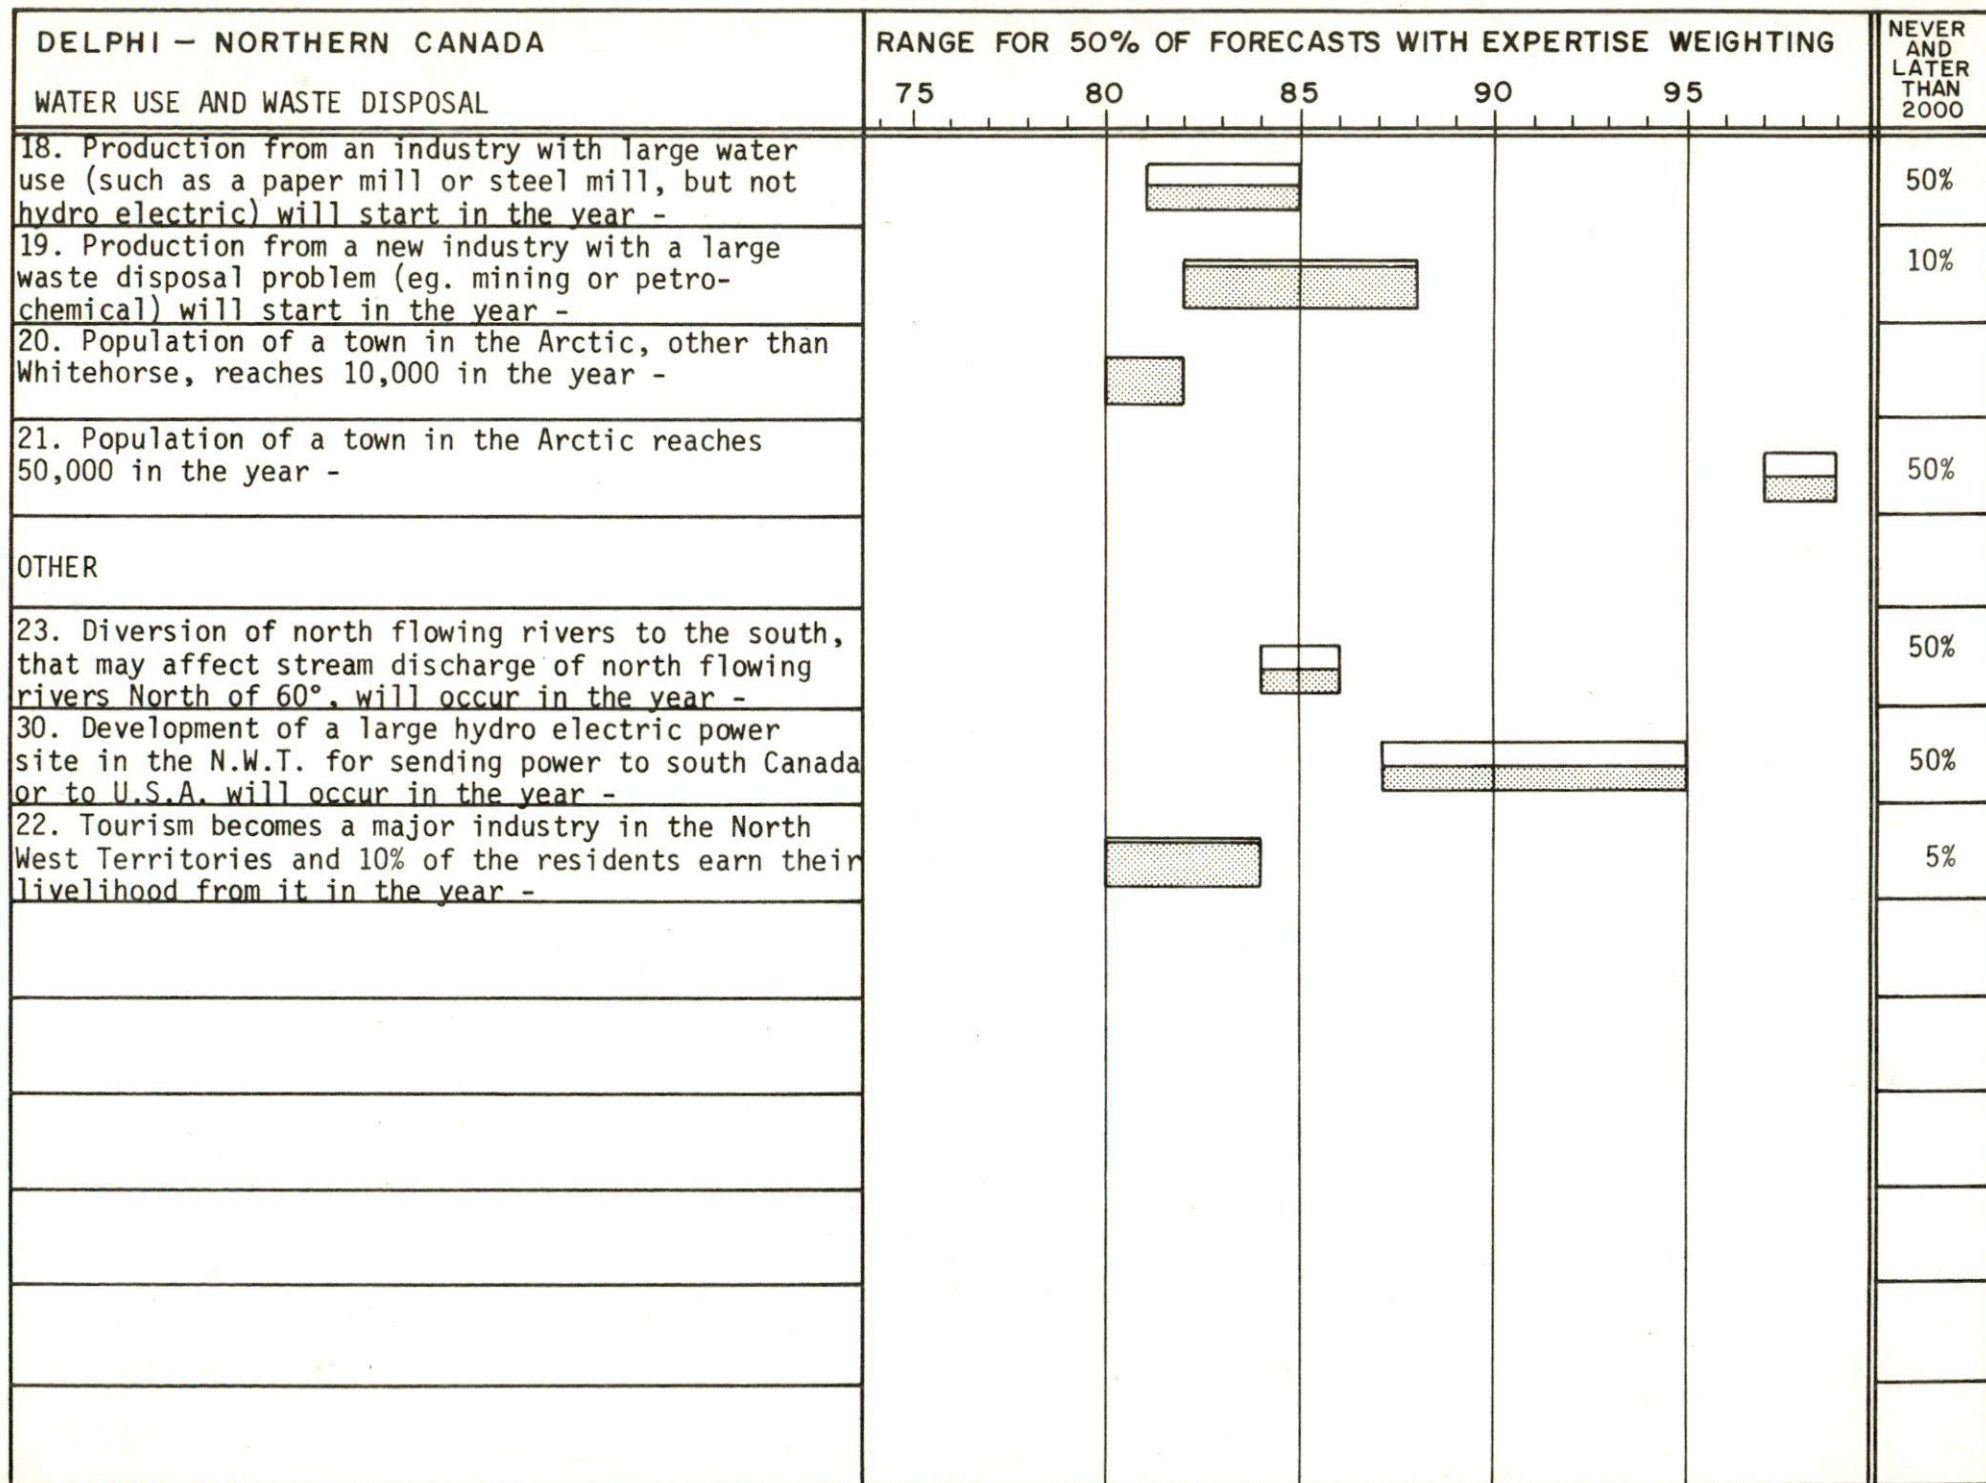 DELPHI — NORTHERN CANADA
WATER USE AND WASTE DISPOSAL
RANGE FOR 50% OF FORECASTS WITH EXPERTISE WEIGHTING
75 80 85 90 95
NEVER
AND
LATER
THAN
2000
18. Production from an industry with large water
use (such as a paper mill or steel mill, but not
hydro electric) will start in the year -
50%
19. Production from a new industry with a large
waste disposal problem (eg. mining or petro-
chemical) will start in the year -
10%
20. Population of a town in the Arctic, other than
Whitehorse, reaches 10,000 in the year -
21. Population of a town in the Arctic reaches
50,000 in the year -
50%
OTHER
23. Diversion of north flowing rivers to the south,
that may affect stream discharge of north flowing
rivers North of 60°, will occur in the year -
50%
30. Development of a large hydro electric power
site in the N.W.T. for sending power to south Canada
or to U.S.A. will occur in the year -
50%
22. Tourism becomes a major industry in the North
West Territories and 10% of the residents earn their
livelihood from it in the year -
5%